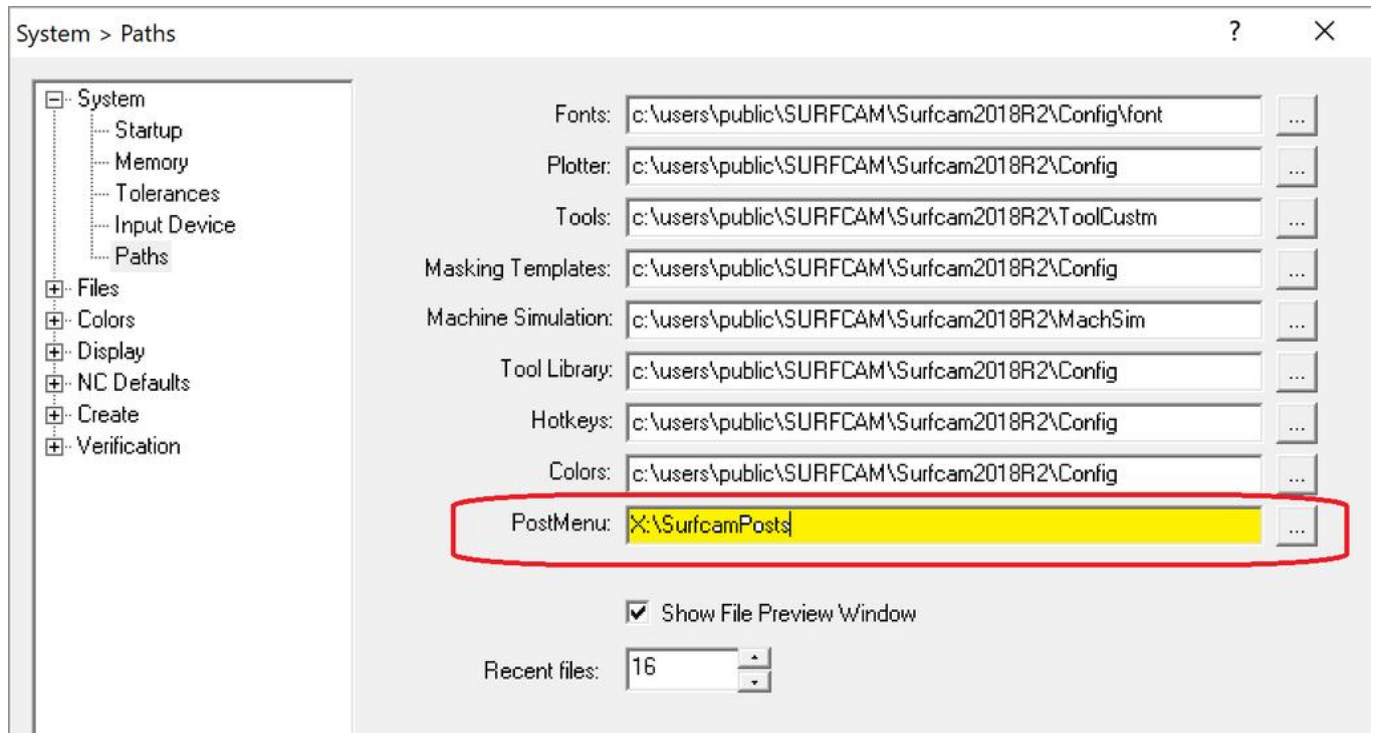 System > Paths
?
System
Startup
Memory
Tolerances
Input Device
Paths
Files
Colors
Display
NC Defaults
Create
Verification
Fonts: c:\users\public\SURFCAM\Surfcam2018R2\Config\font ...
Plotter: c:\users\public\SURFCAM\Surfcam2018R2\Config ...
Tools: c:\users\public\SURFCAM\Surfcam2018R2\ToolCustm ...
Masking Templates: c:\users\public\SURFCAM\Surfcam2018R2\Config ...
Machine Simulation: c:\users\public\SURFCAM\Surfcam2018R2\MachSim ...
Tool Library: c:\users\public\SURFCAM\Surfcam2018R2\Config ...
Hotkeys: c:\users\public\SURFCAM\Surfcam2018R2\Config ...
Colors: c:\users\public\SURFCAM\Surfcam2018R2\Config ...
PostMenu: X:\SurfcamPosts ...
Show File Preview Window
Recent files: 16